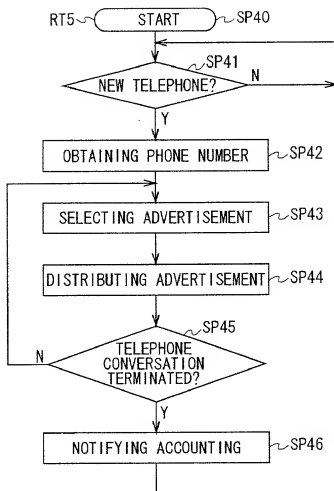 RT5 START SP40
SP41
NEW TELEPHONE? N
Y
OBTAINING PHONE NUMBER SP42
SELECTING ADVERTISEMENT SP43
DISTRIBUTING ADVERTISEMENT SP44
SP45
N TELEPHONE
CONVERSATION
TERMINATED?
Y
NOTIFYING ACCOUNTING SP46